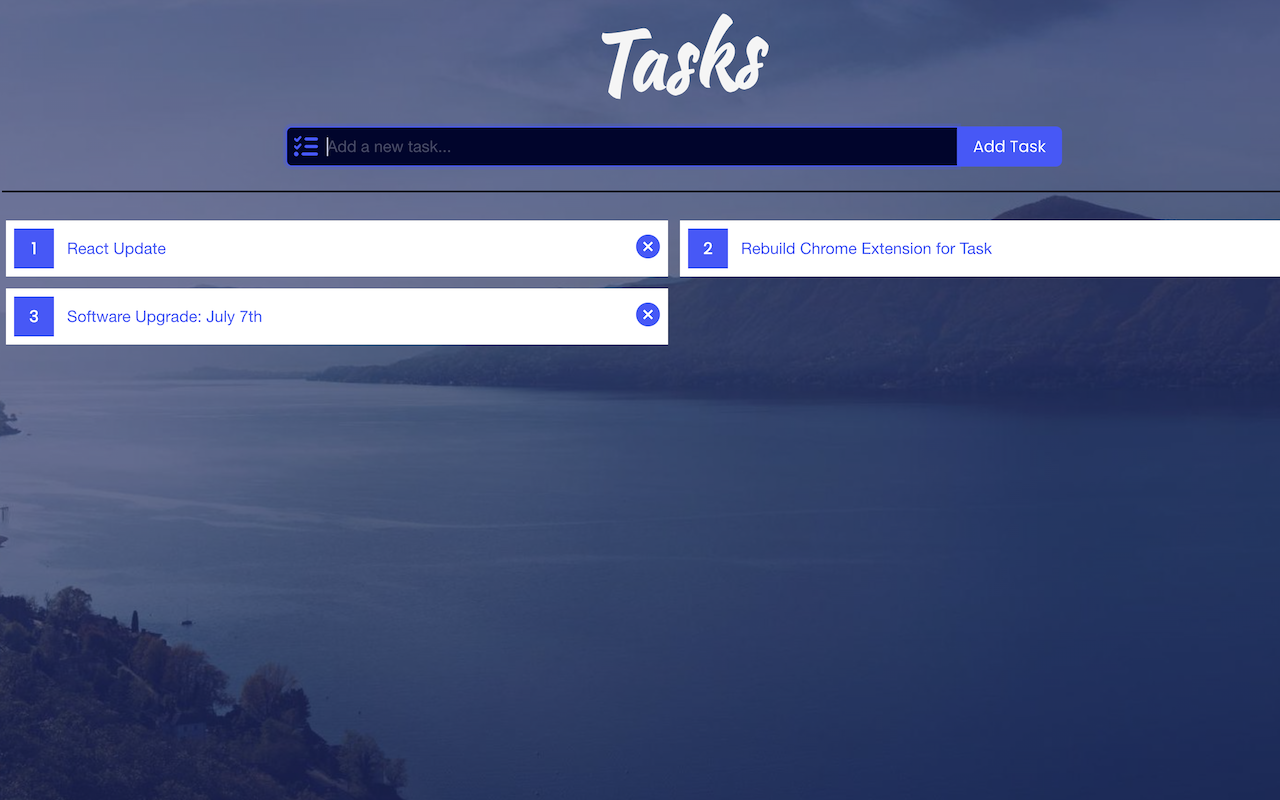 Tasks
Add a new task...
Add Task
1
React Update
2
Rebuild Chrome Extension for Task
3
Software Upgrade: July 7th